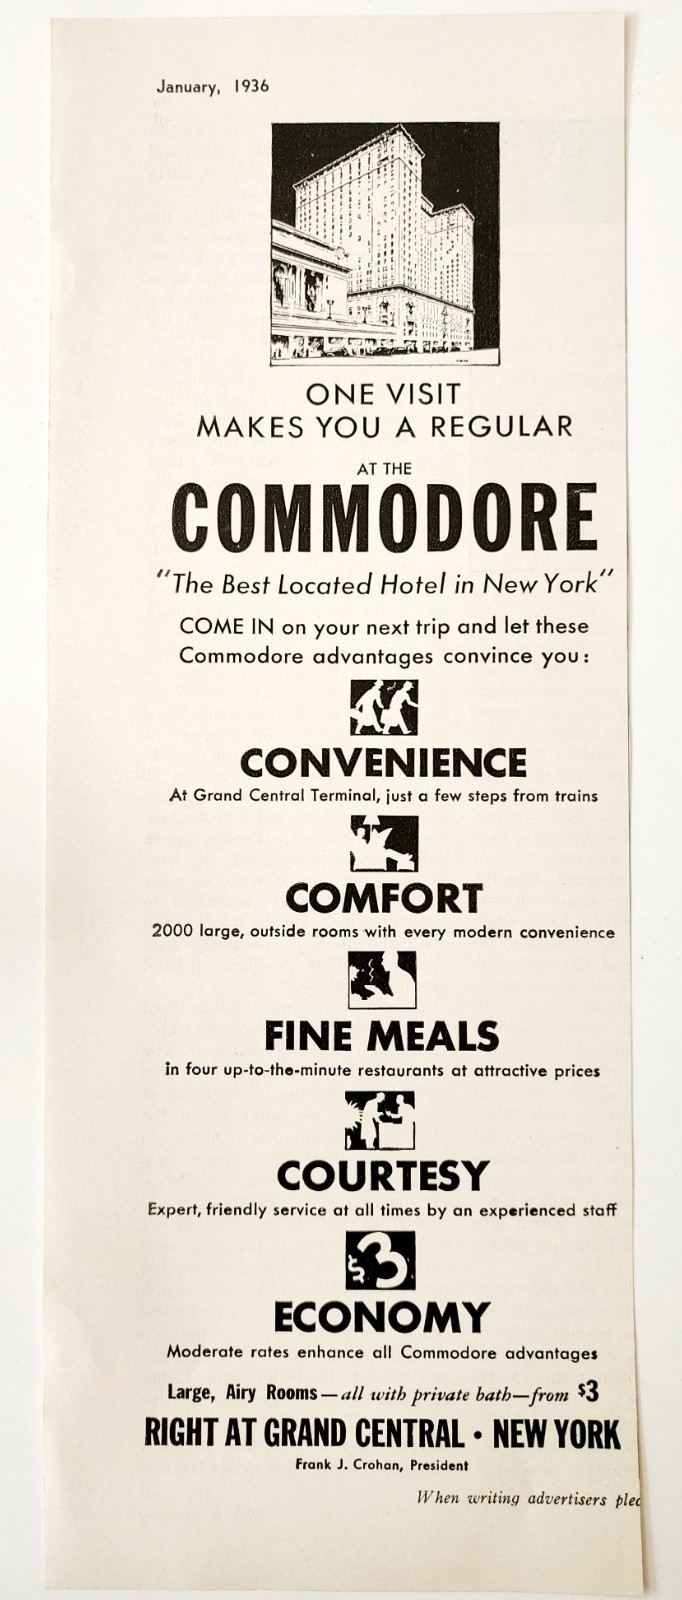 January, 1936
ONE VISIT
MAKES YOU A REGULAR
AT THE
COMMODORE
"The Best Located Hotel in New York"
COME IN on your next trip and let these
Commodore advantages convince you:
CONVENIENCE
At Grand Central Terminal, just a few steps from trains
COMFORT
2000 large, outside rooms with every modern convenience
FINE MEALS
in four up-to-the-minute restaurants at attractive prices
COURTESY
Expert, friendly service at all times by an experienced staff
$3
ECONOMY
Moderate rates enhance all Commodore advantages
Large, Airy Rooms—all with private bath—from $3
RIGHT AT GRAND CENTRAL • NEW YORK
Frank J. Crohan, President
When writing advertisers